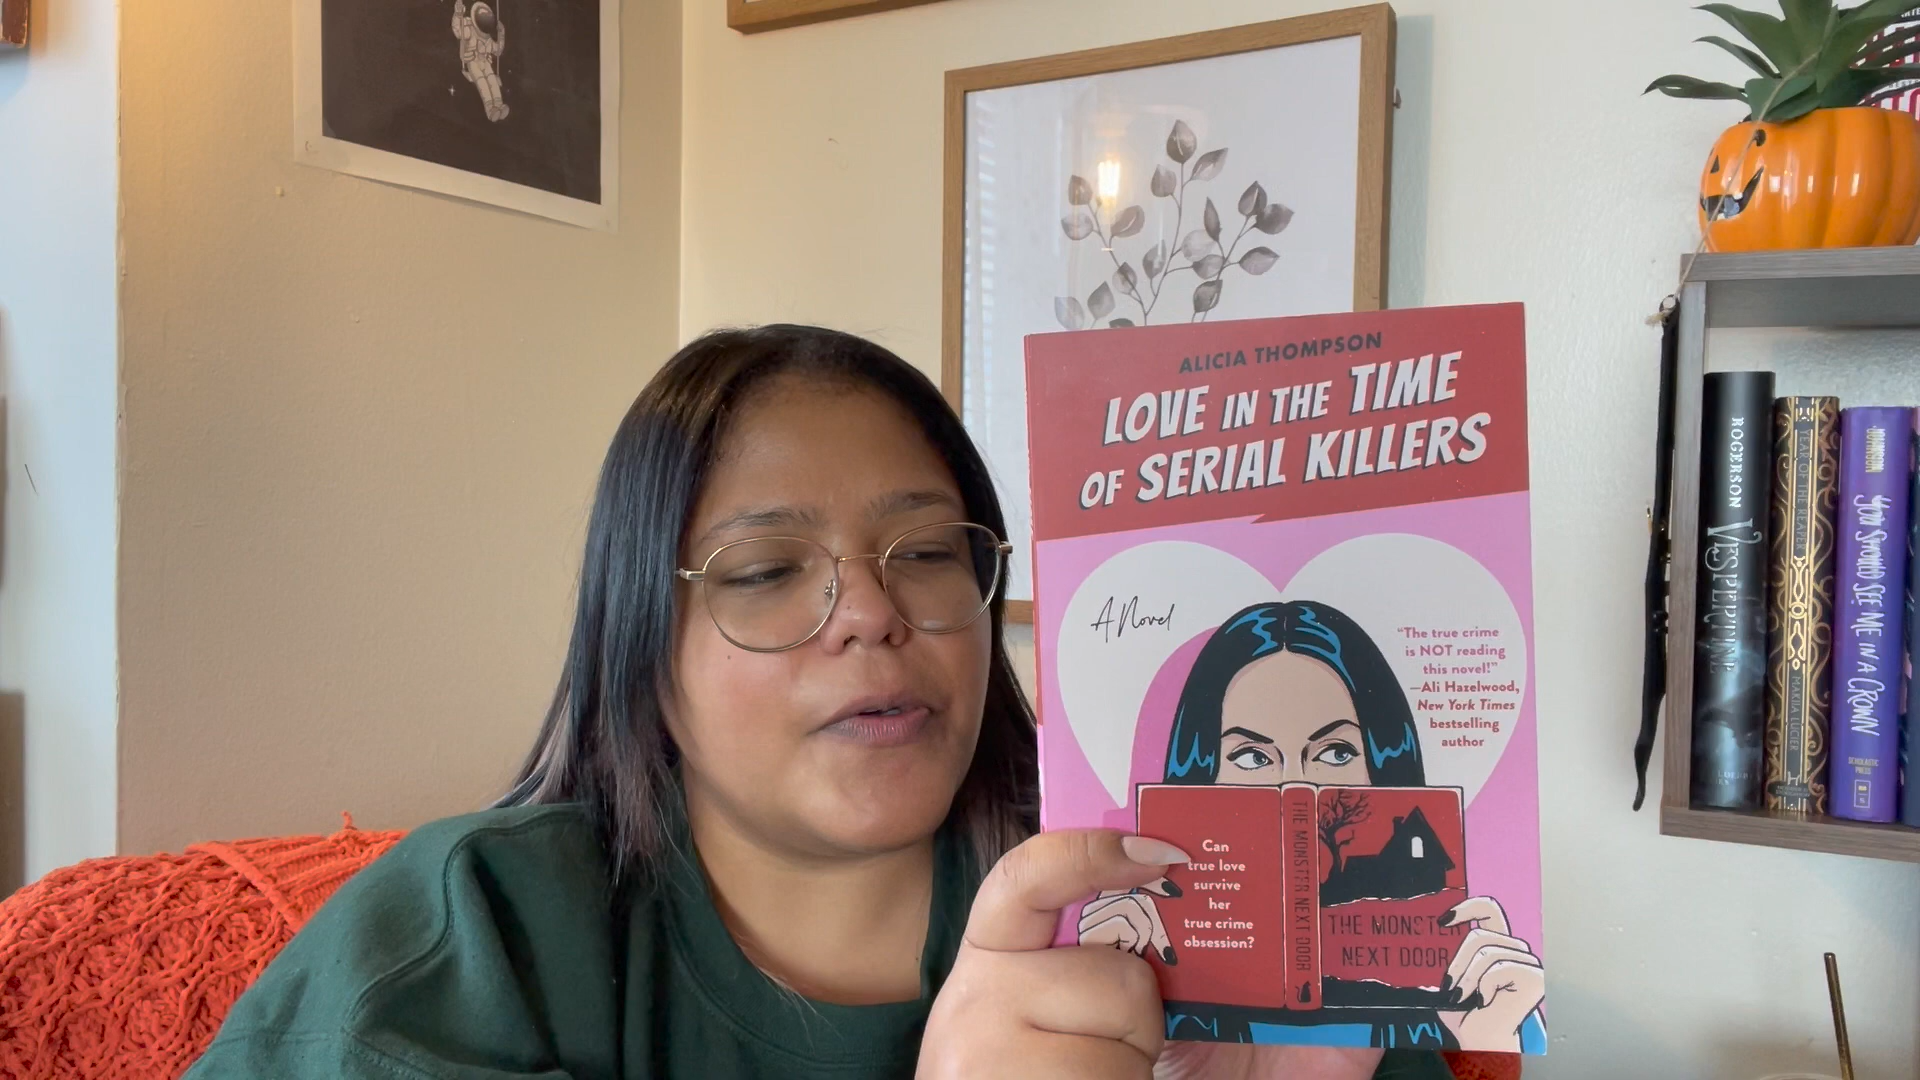 ALICIA THOMPSON
LOVE IN THE TIME
OF SERIAL KILLERS
A Novel
"The true crime
is NOT reading
this novel!"
—Ali Hazelwood,
New York Times
bestselling
author
Can
true love
survive
her
true crime
obsession?
THE MONSTER NEXT DOOR
THE MONSTER
NEXT DOOR
ROGERSON
VESPERTINE
YEAR OF THE REAPER
MAKIIA LUCIER
JOHNSON
YOU SHOULD SEE ME IN A CROWN
SCHOLASTIC
PRESS